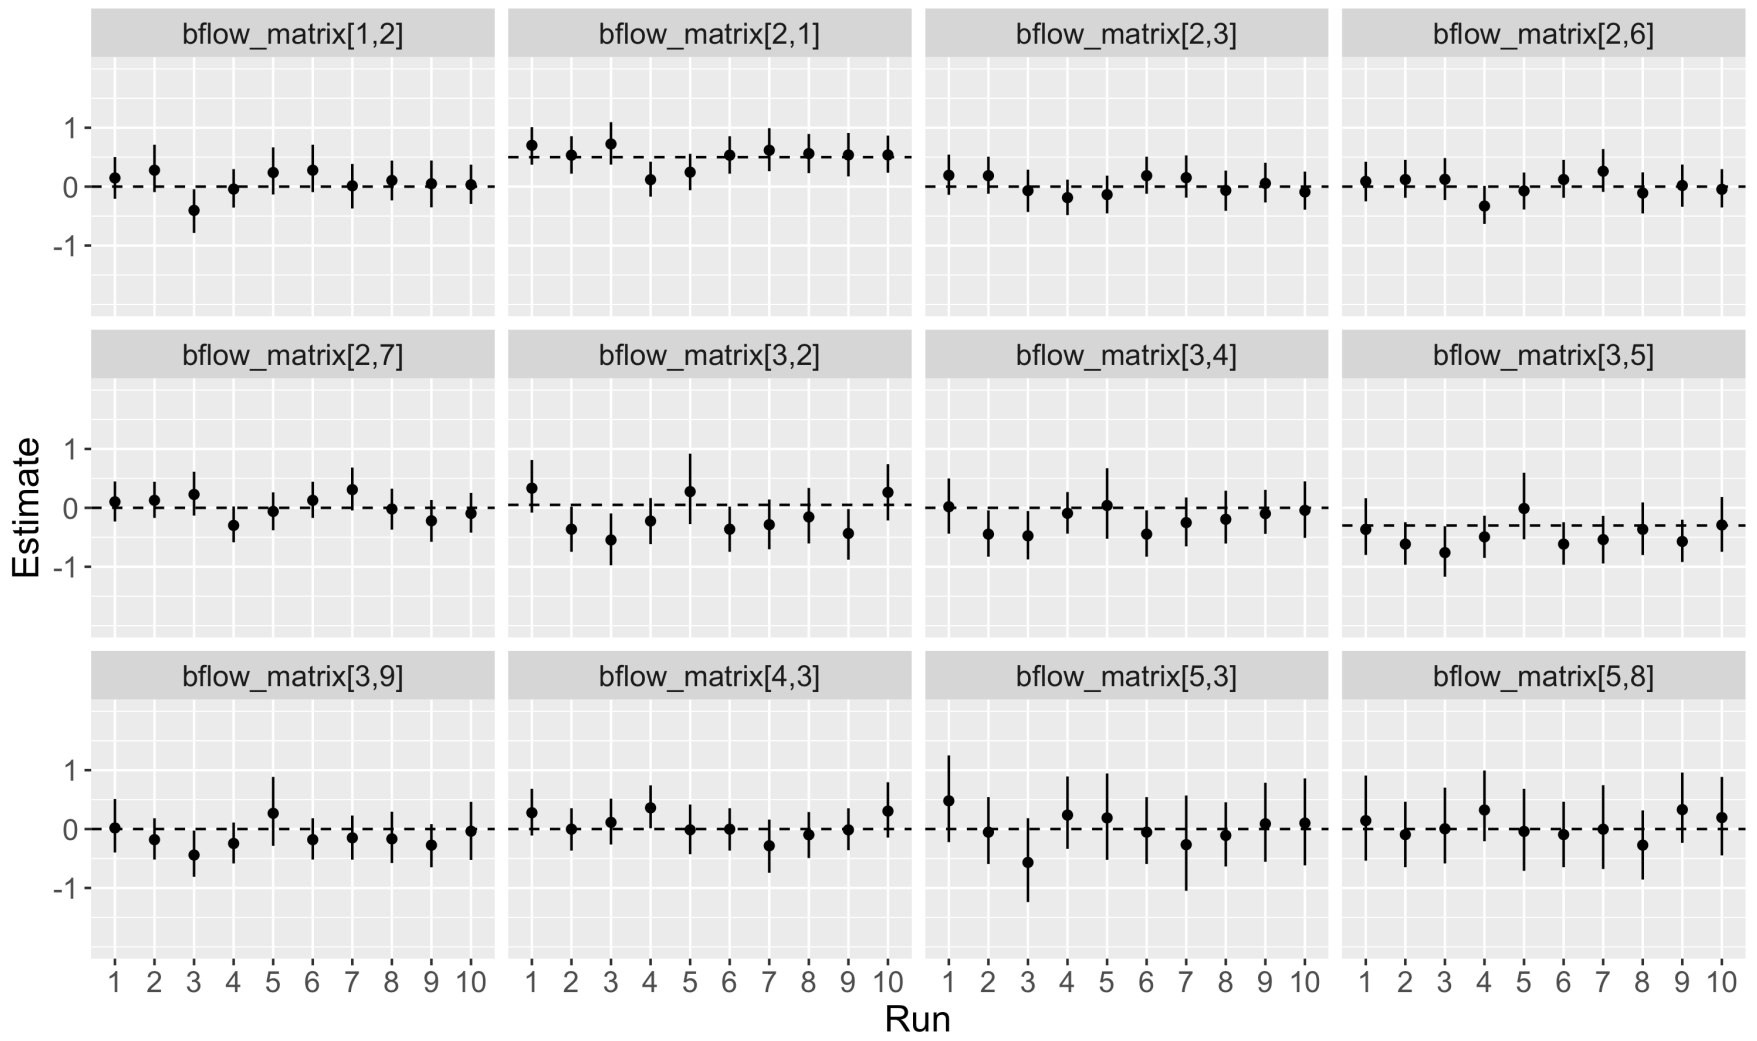 bflow_matrix[1,2] bflow_matrix[2,1] bflow_matrix[2,3] bflow_matrix[2,6]
1
0
-1
bflow_matrix[2,7] bflow_matrix[3,2] bflow_matrix[3,4] bflow_matrix[3,5]
1
0
-1
Estimate
bflow_matrix[3,9] bflow_matrix[4,3] bflow_matrix[5,3] bflow_matrix[5,8]
1
0
-1
1 2 3 4 5 6 7 8 9 10 1 2 3 4 5 6 7 8 9 10 1 2 3 4 5 6 7 8 9 10 1 2 3 4 5 6 7 8 9 10
Run